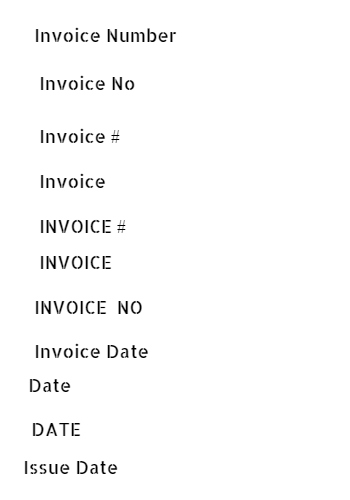 Invoice Number
Invoice No
Invoice #
Invoice
INVOICE #
INVOICE
INVOICE NO
Invoice Date
Date
DATE
Issue Date